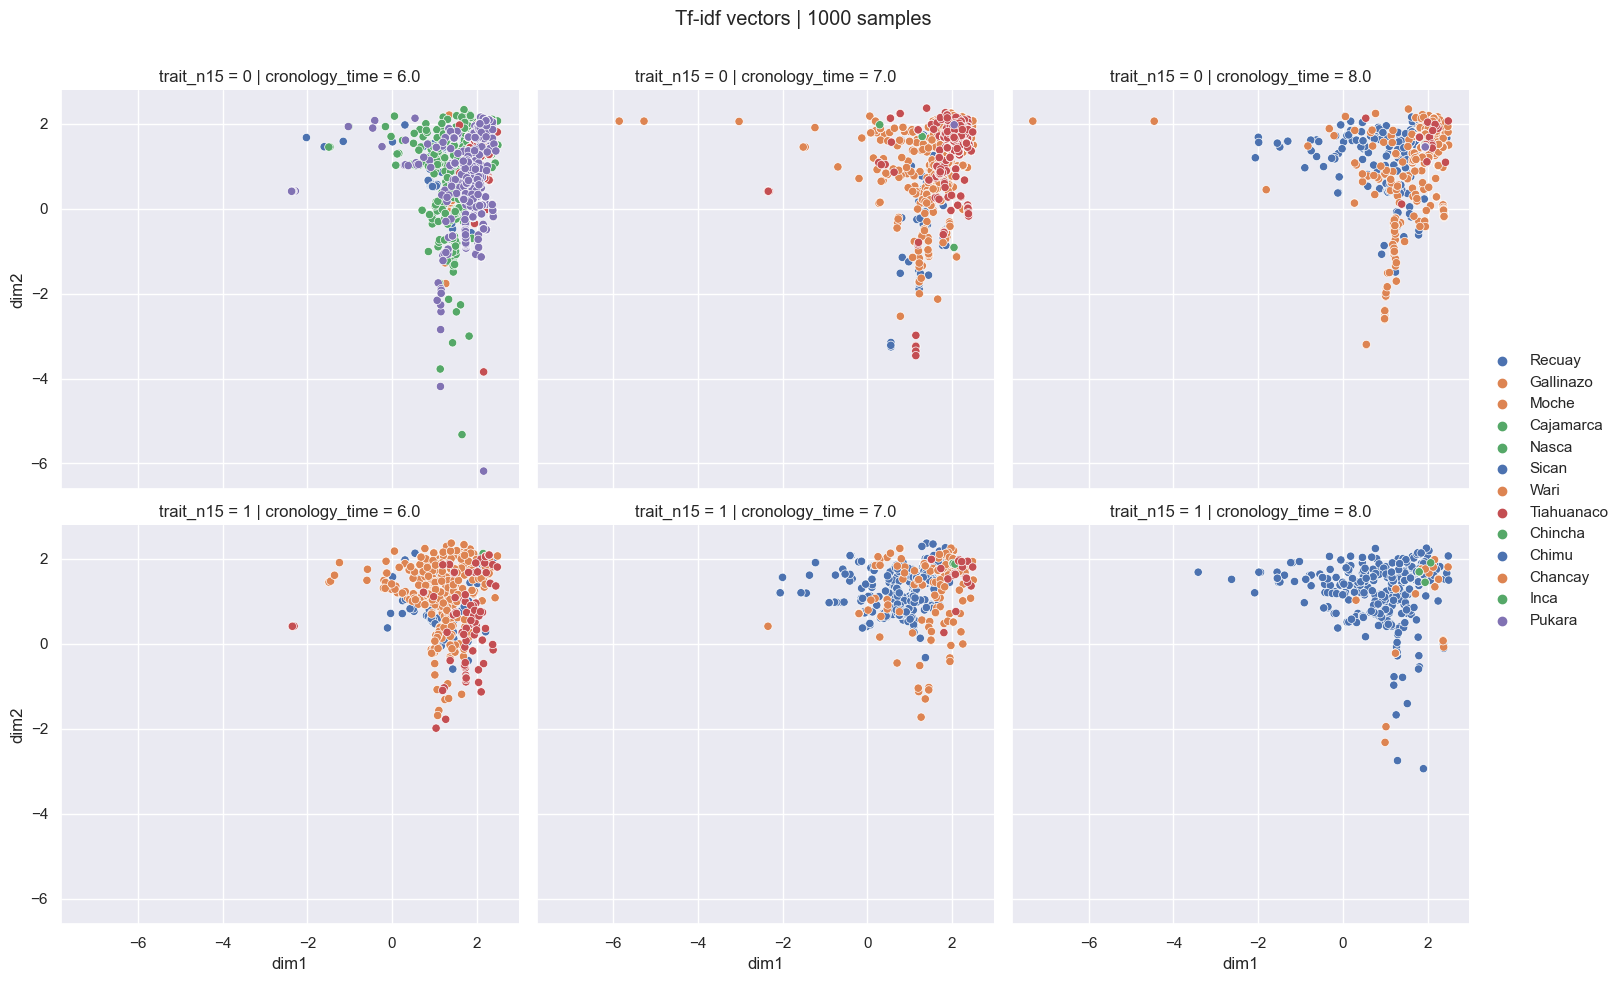 Tf-idf vectors | 1000 samples
trait_n15 = 0 | cronology_time = 6.0
trait_n15 = 0 | cronology_time = 7.0
trait_n15 = 0 | cronology_time = 8.0
2
0
−2
−4
−6
dim2
trait_n15 = 1 | cronology_time = 6.0
trait_n15 = 1 | cronology_time = 7.0
trait_n15 = 1 | cronology_time = 8.0
2
0
−2
−4
−6
dim2
−6 −4 −2 0 2
dim1
−6 −4 −2 0 2
dim1
−6 −4 −2 0 2
dim1
Recuay
Gallinazo
Moche
Cajamarca
Nasca
Sican
Wari
Tiahuanaco
Chincha
Chimu
Chancay
Inca
Pukara